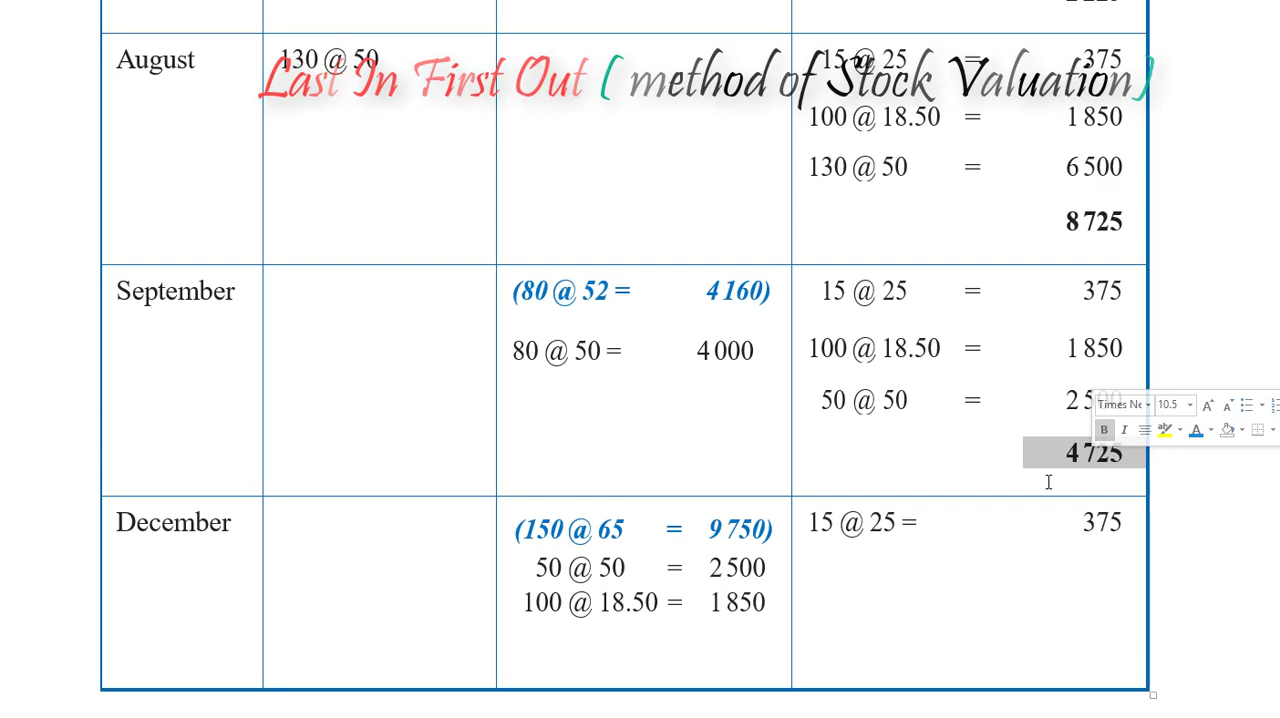 August 130 @ 50 15 @ 25 = 375
Last In First Out ( method of Stock Valuation)
100 @ 18.50 = 1 850
130 @ 50 = 6 500
8 725
September (80 @ 52 = 4 160) 15 @ 25 = 375
80 @ 50 = 4 000 100 @ 18.50 = 1 850
50 @ 50 = 2 500
Times Ne 10.5
B I A
4 725
December (150 @ 65 = 9 750) 15 @ 25 = 375
50 @ 50 = 2 500
100 @ 18.50 = 1 850